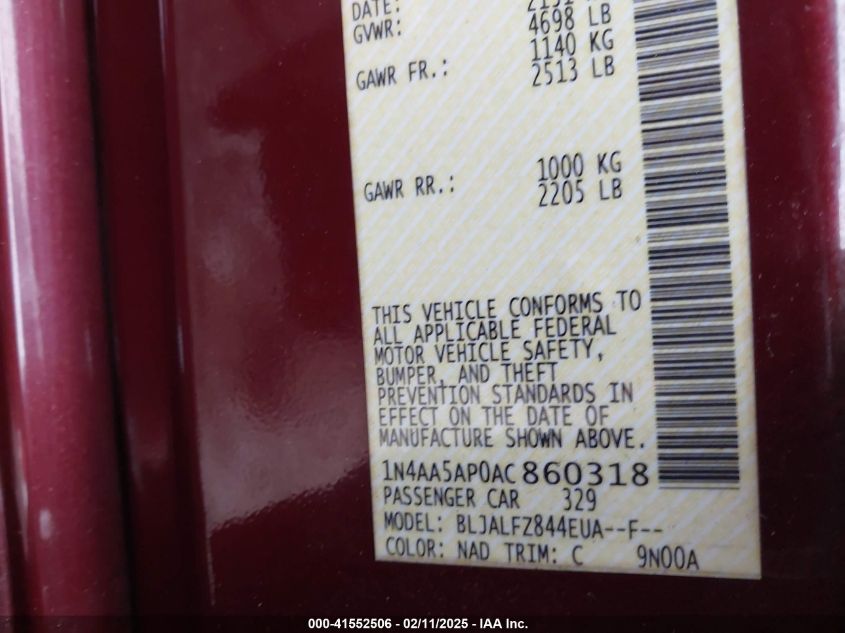 DATE:
GVWR: 4698 LB
1140 KG
GAWR FR.: 2513 LB
1000 KG
GAWR RR.: 2205 LB
THIS VEHICLE CONFORMS TO
ALL APPLICABLE FEDERAL
MOTOR VEHICLE SAFETY,
BUMPER, AND THEFT
PREVENTION STANDARDS IN
EFFECT ON THE DATE OF
MANUFACTURE SHOWN ABOVE.
1N4AA5AP0AC860318
PASSENGER CAR 329
MODEL: BLJALFZ844EUA--F--
COLOR: NAD TRIM: C 9N00A
000-41552506 - 02/11/2025 - IAA Inc.